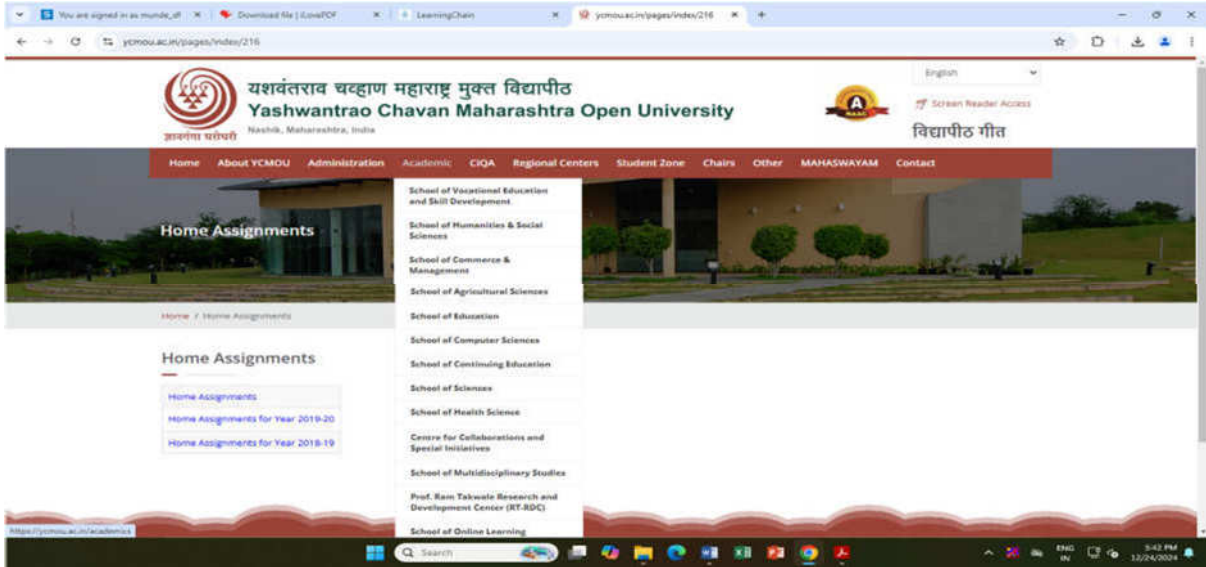 You are signed in as munde_di
Download file | iLovePDF
LearningChain
ycmou.ac.in/pages/index/216
ycmou.ac.in/pages/index/216
यशवंतराव चव्हाण महाराष्ट्र मुक्त विद्यापीठ
Yashwantrao Chavan Maharashtra Open University
Nashik, Maharashtra, India
ज्ञानगंगा घरोघरी
A
NAAC
English
Screen Reader Access
विद्यापीठ गीत
Home About YCMOU Administration Academic CIQA Regional Centers Student Zone Chairs Other MAHASWAYAM Contact
School of Vocational Education
and Skill Development
School of Humanities & Social
Sciences
School of Commerce &
Management
School of Agricultural Sciences
School of Education
School of Computer Sciences
School of Continuing Education
School of Sciences
School of Health Science
Centre for Collaborations and
Special Initiatives
School of Multidisciplinary Studies
Prof. Ram Takwale Research and
Development Center (RT-RDC)
School of Online Learning
Home Assignments
Home / Home Assignments
Home Assignments
Home Assignments
Home Assignments for Year 2019-20
Home Assignments for Year 2018-19
https://ycmou.ac.in/academics
Search
ENG
IN
5:42 PM
12/24/2024